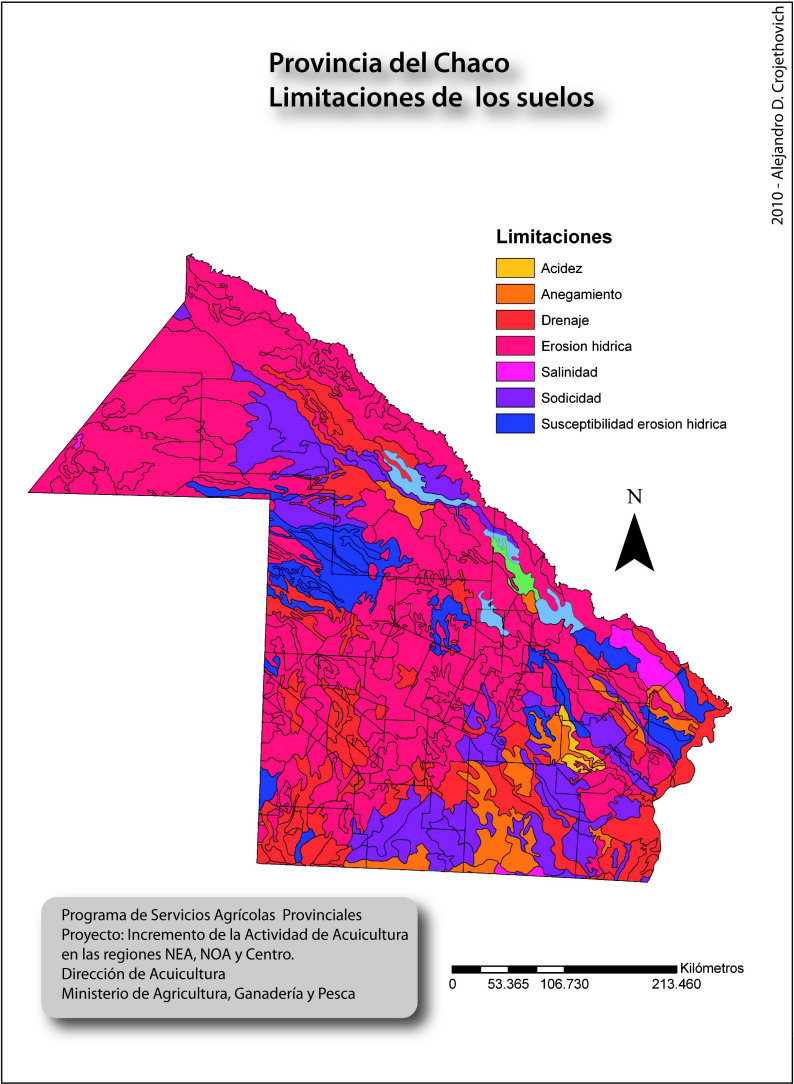 2010 - Alejandro D. Crojethovich
Provincia del Chaco
Limitaciones de los suelos
Limitaciones
Acidez
Anegamiento
Drenaje
Erosion hidrica
Salinidad
Sodicidad
Susceptibilidad erosion hidrica
N
Programa de Servicios Agrícolas Provinciales
Proyecto: Incremento de la Actividad de Acuicultura
en las regiones NEA, NOA y Centro.
Dirección de Acuicultura
Ministerio de Agricultura, Ganadería y Pesca
Kilómetros
0 53.365 106.730 213.460